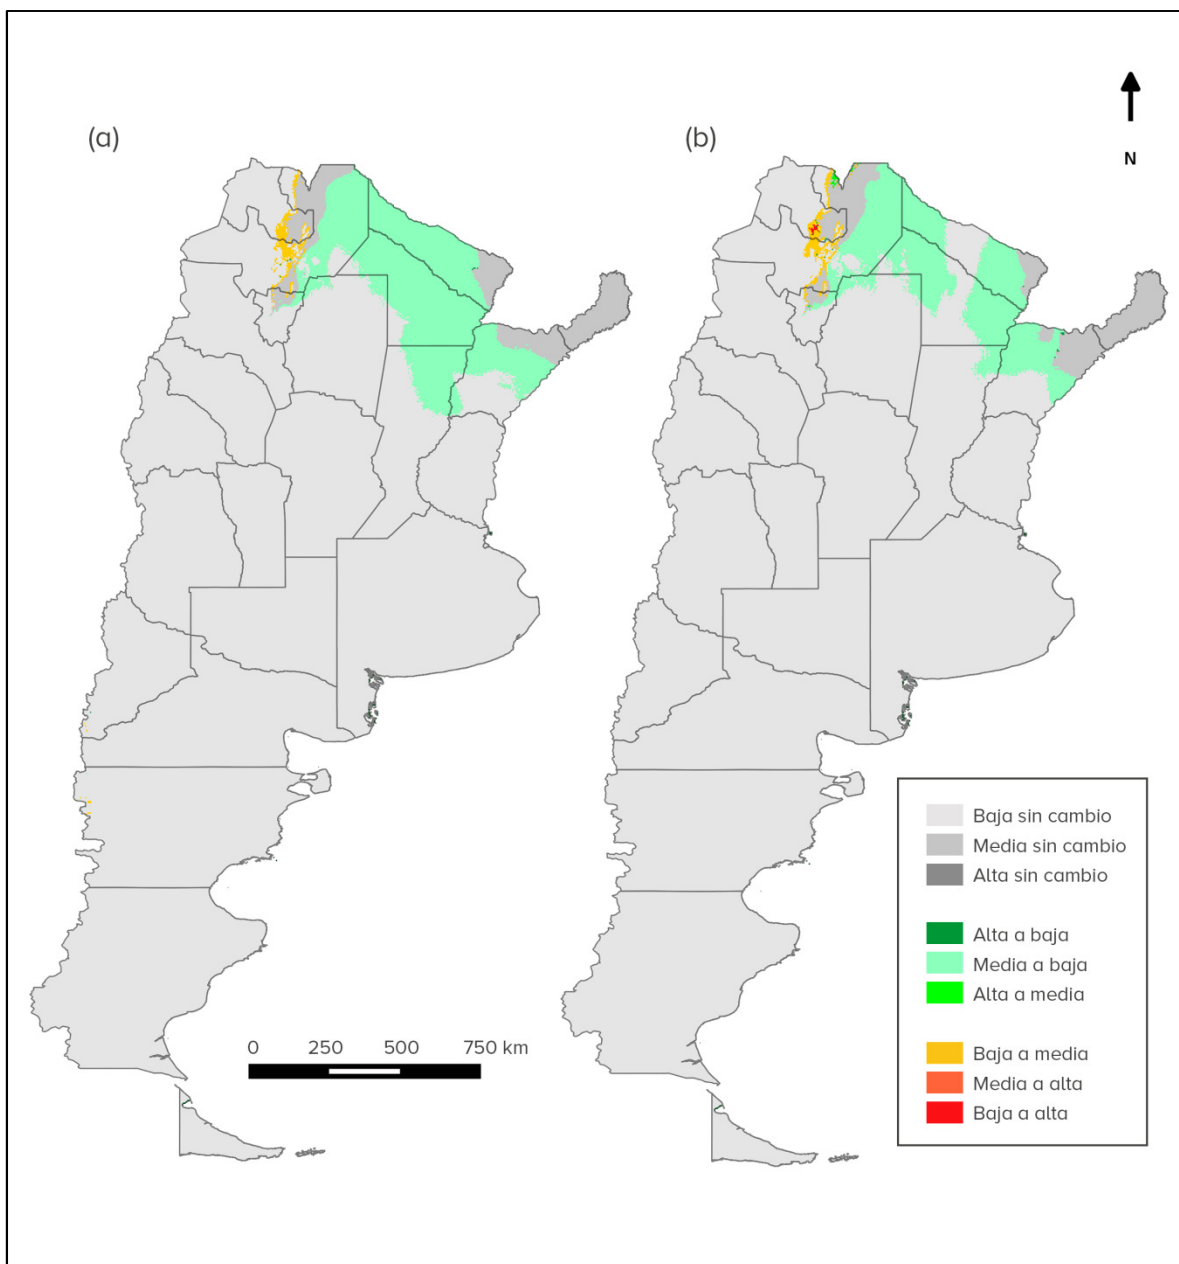 (a)
(b)
N
0 250 500 750 km
Baja sin cambio
Media sin cambio
Alta sin cambio
Alta a baja
Media a baja
Alta a media
Baja a media
Media a alta
Baja a alta